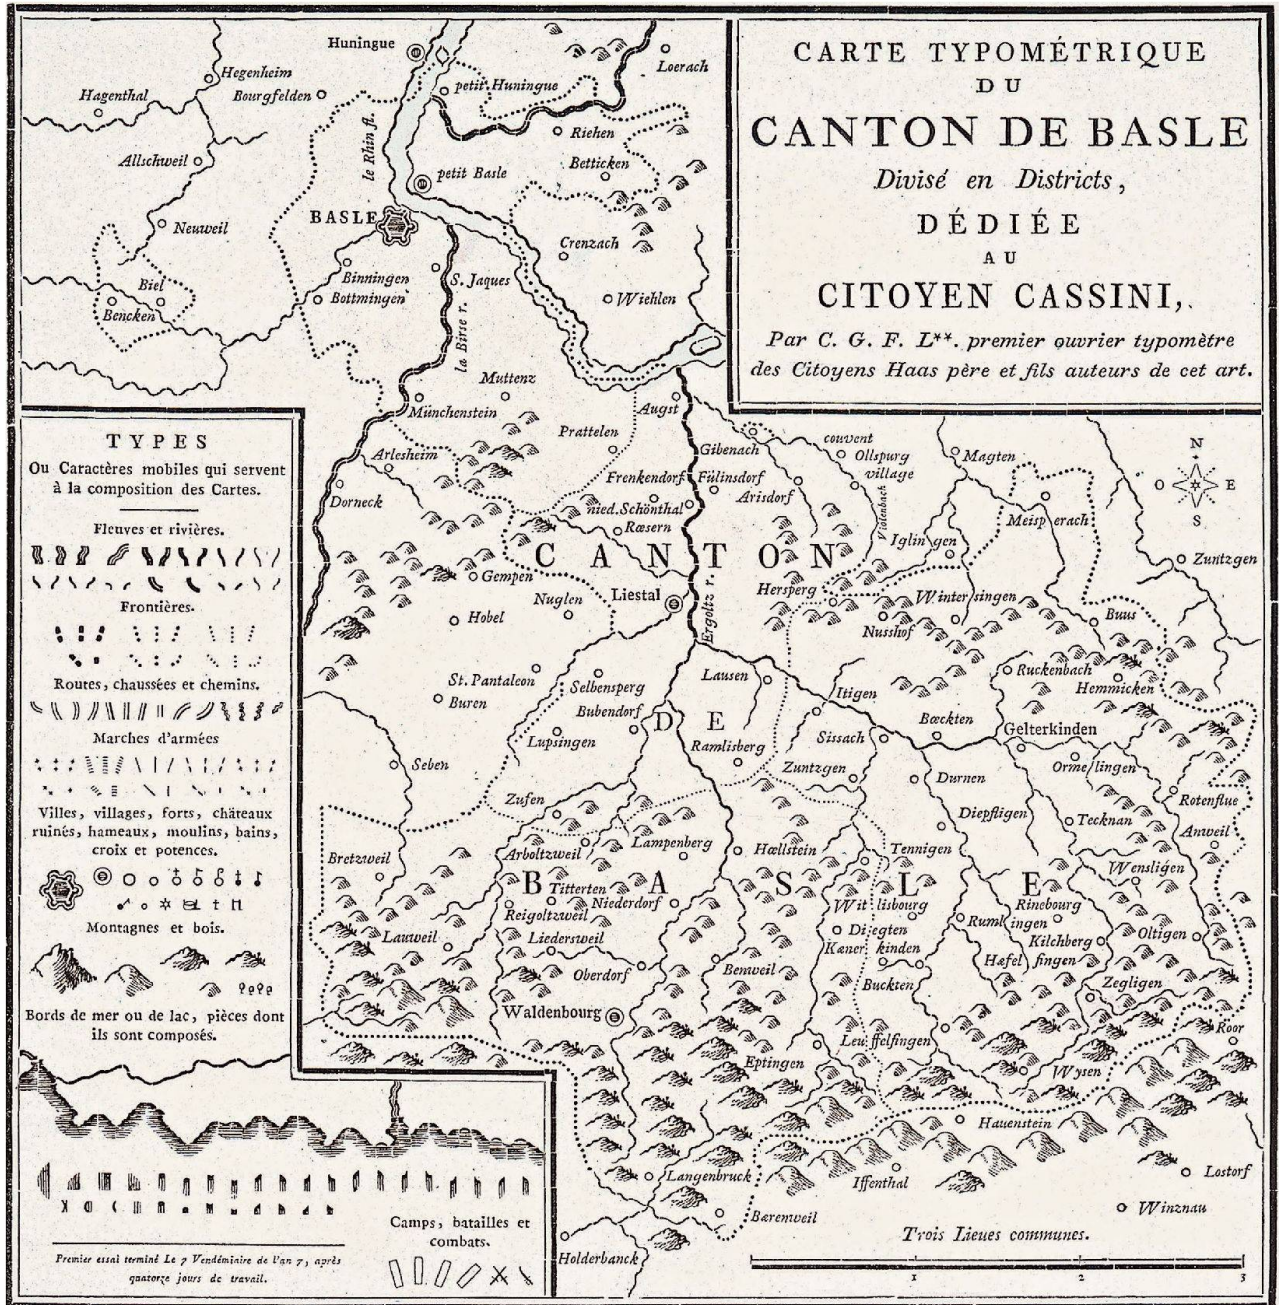 CARTE TYPOMÉTRIQUE
DU
CANTON DE BASLE
Divisé en Districts,
DÉDIÉE
AU
CITOYEN CASSINI,
Par C. G. F. L**. premier ouvrier typomètre
des Citoyens Haas père et fils auteurs de cet art.
Huningue
Loerach
Hegenheim
Hagenthal
Bourgfelden
petit Huningue
le Rhin fl.
Riehen
Allschweil
Betticken
petit Basle
BASLE
Neuweil
Crenzach
Binningen
S. Jaques
Biel
Bottmingen
Wiehlen
Bencken
la Birse r.
Muttenz
Münchenstein
Augst
Prattelen
Arlesheim
Gibenach
couvent
Ollspurg
village
Magten
Frenkendorf
Fülinsdorf
Arisdorf
Dorneck
nied. Schönthal
Violenbach
Meisperach
Ræsern
Iglingen
N
O
E
S
CANTON
Zuntzgen
Gempen
Hersperg
Wintersingen
Nuglen
Liestal
Ergoltz r.
Hobel
Nusshof
Buus
St. Pantaleon
Selbensperg
Lausen
Ruckenbach
Hemmicken
Buren
Itigen
Bubendorf
DE
Bœckten
Gelterkinden
Lupsingen
Ramlisberg
Sissach
Seben
Zuntzgen
Durnen
Ormelingen
Zufen
Rotenflue
Diepfligen
Tecknan
Anweil
Bretzweil
Arboltzweil
Lampenberg
Hœllstein
Tennigen
Wensligen
BASLE
Titterten
Reigoltzweil
Niederdorf
Witlisbourg
Rinebourg
Rumlkingen
Lauweil
Liedersweil
Diegten
Kilchberg
Oltigen
Kænerkinden
Hæfelfingen
Oberdorf
Benweil
Buckten
Zegligen
Waldenbourg
Roor
Leuffelfingen
Eptingen
Wysen
Hauenstein
Langenbruck
Iffenthal
Lostorf
Bærenweil
Winznau
Holderbanck
Trois Lieues communes.
1 2 3
TYPES
Ou Caractères mobiles qui servent
à la composition des Cartes.
Fleuves et rivières.
Frontières.
Routes, chaussées et chemins.
Marches d'armées
Villes, villages, forts, châteaux
ruinés, hameaux, moulins, bains,
croix et potences.
Montagnes et bois.
Bords de mer ou de lac, pièces dont
ils sont composés.
Camps, batailles et
combats.
Premier essai terminé Le 7 Vendémiaire de l'an 7, après
quatorze jours de travail.